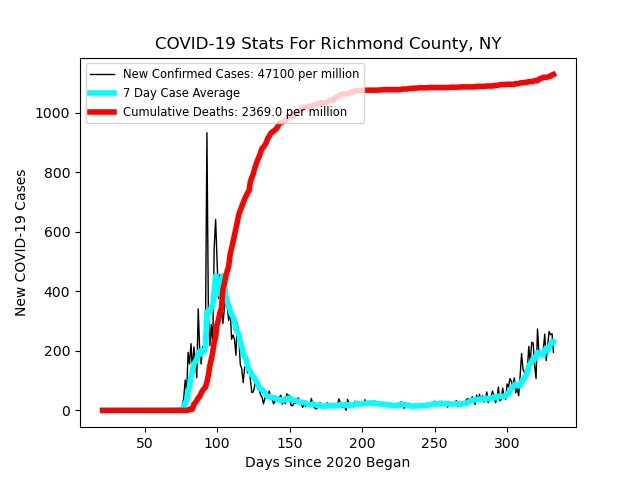 COVID-19 Stats For Richmond County, NY
New Confirmed Cases: 47100 per million
7 Day Case Average
Cumulative Deaths: 2369.0 per million
New COVID-19 Cases
1000
800
600
400
200
0
50 100 150 200 250 300
Days Since 2020 Began